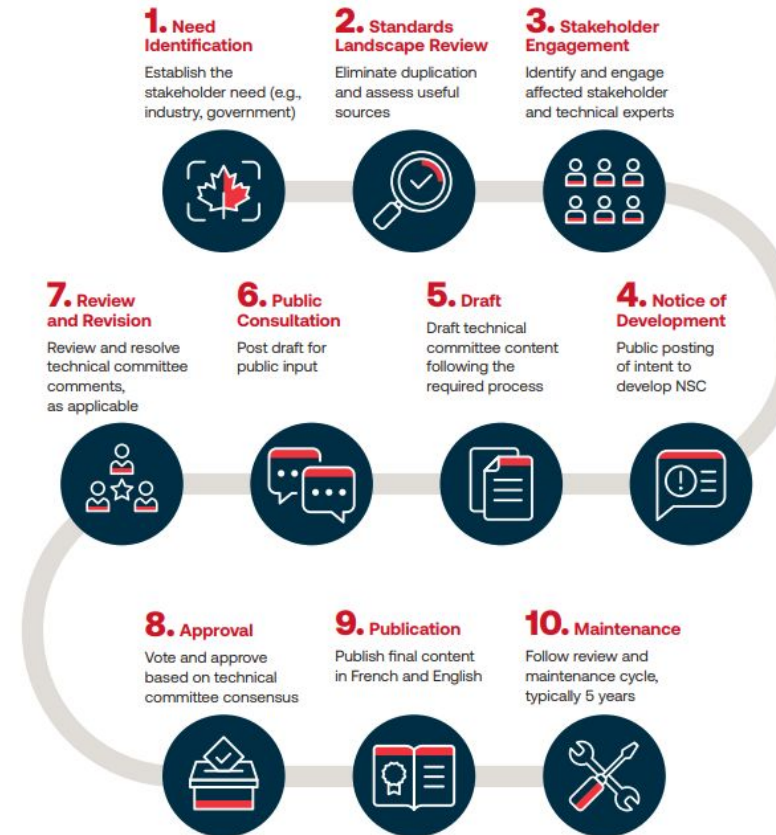 1. Need
Identification
Establish the
stakeholder need (e.g.,
industry, government)
2. Standards
Landscape Review
Eliminate duplication
and assess useful
sources
3. Stakeholder
Engagement
Identify and engage
affected stakeholder
and technical experts
4. Notice of
Development
Public posting
of intent to
develop NSC
5. Draft
Draft technical
committee content
following the
required process
6. Public
Consultation
Post draft for
public input
7. Review
and Revision
Review and resolve
technical committee
comments,
as applicable
8. Approval
Vote and approve
based on technical
committee consensus
9. Publication
Publish final content
in French and English
10. Maintenance
Follow review and
maintenance cycle,
typically 5 years